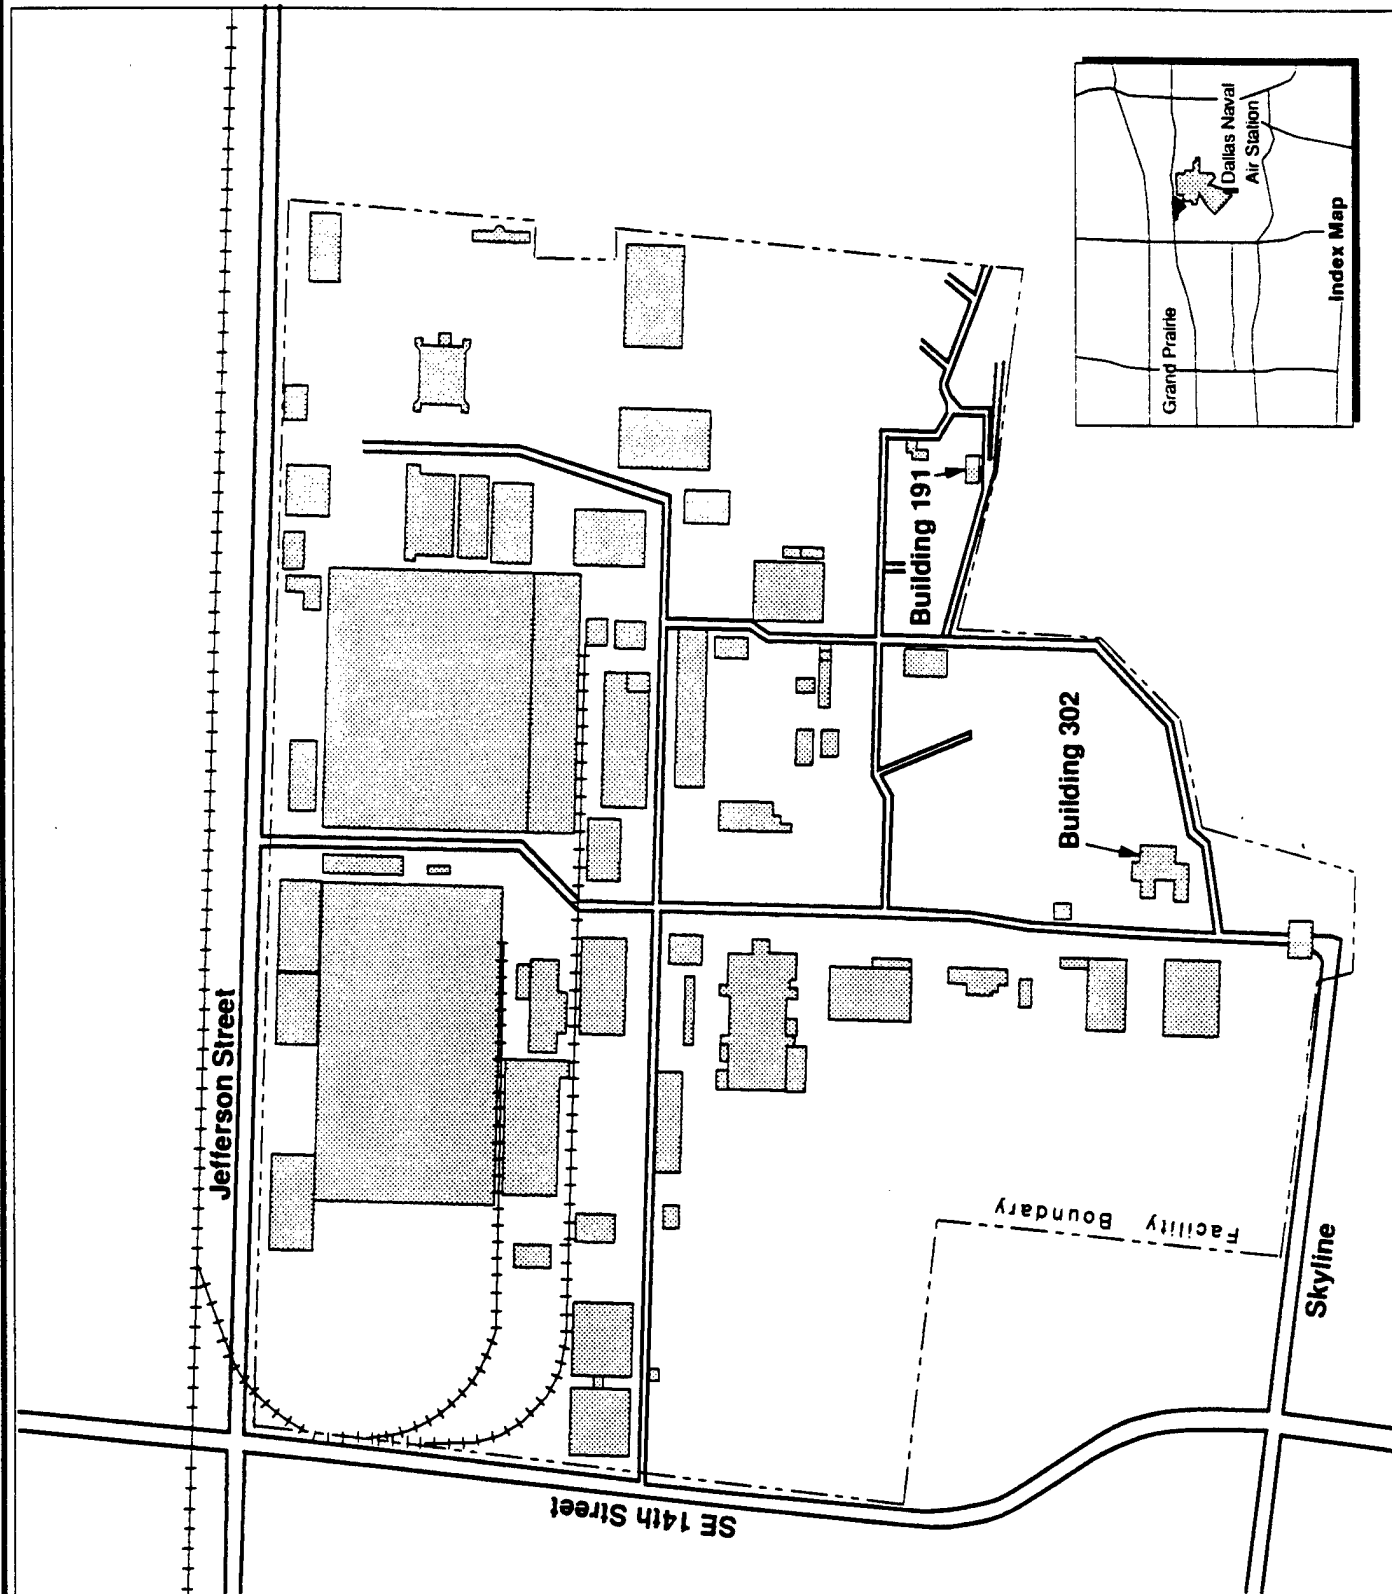 Jefferson Street
Grand Prairie
Dallas Naval
Air Station
Index Map
Building 191
Building 302
Facility Boundary
Skyline
SE 14th Street